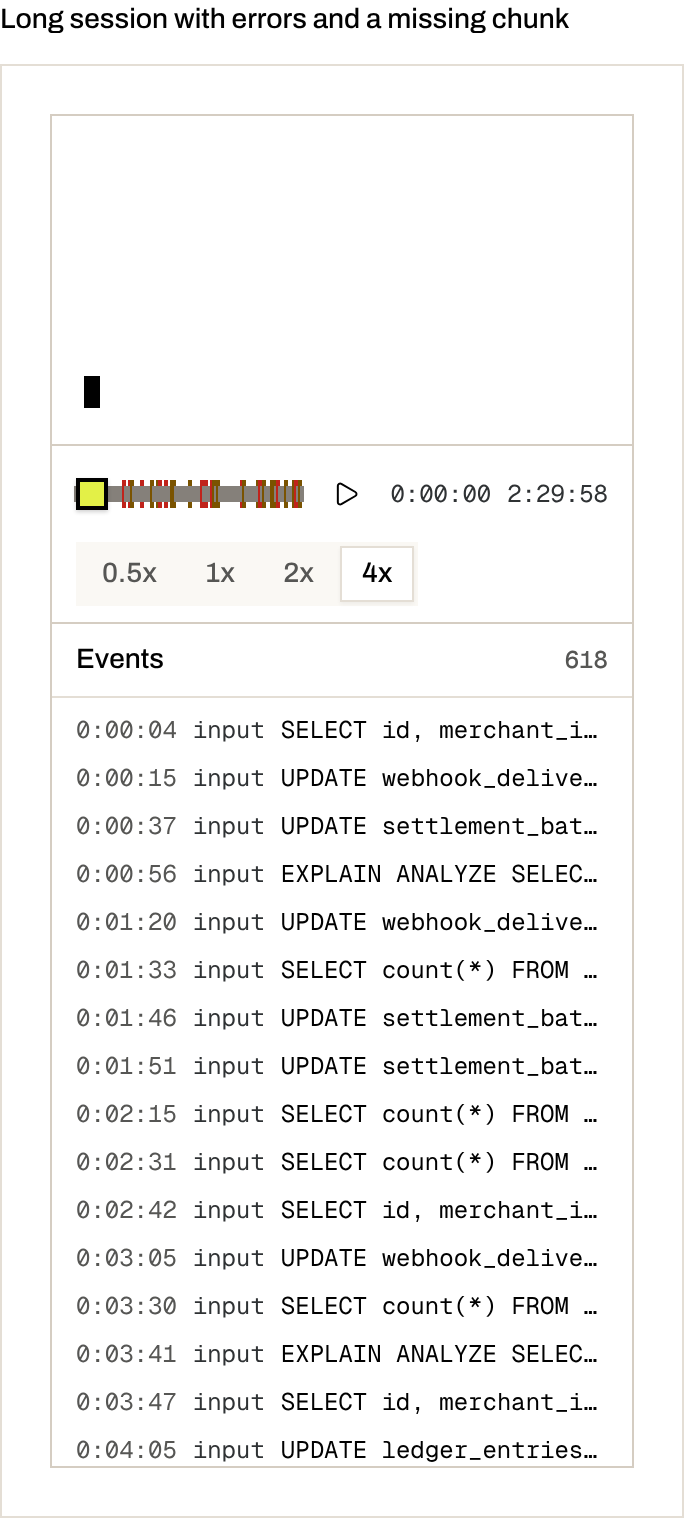 Long session with errors and a missing chunk
0:00:00 2:29:58
0.5x 1x 2x 4x
Events 618
0:00:04 input SELECT id, merchant_i…
0:00:15 input UPDATE webhook_delive…
0:00:37 input UPDATE settlement_bat…
0:00:56 input EXPLAIN ANALYZE SELEC…
0:01:20 input UPDATE webhook_delive…
0:01:33 input SELECT count(*) FROM …
0:01:46 input UPDATE settlement_bat…
0:01:51 input UPDATE settlement_bat…
0:02:15 input SELECT count(*) FROM …
0:02:31 input SELECT count(*) FROM …
0:02:42 input SELECT id, merchant_i…
0:03:05 input UPDATE webhook_delive…
0:03:30 input SELECT count(*) FROM …
0:03:41 input EXPLAIN ANALYZE SELEC…
0:03:47 input SELECT id, merchant_i…
0:04:05 input UPDATE ledger_entries…